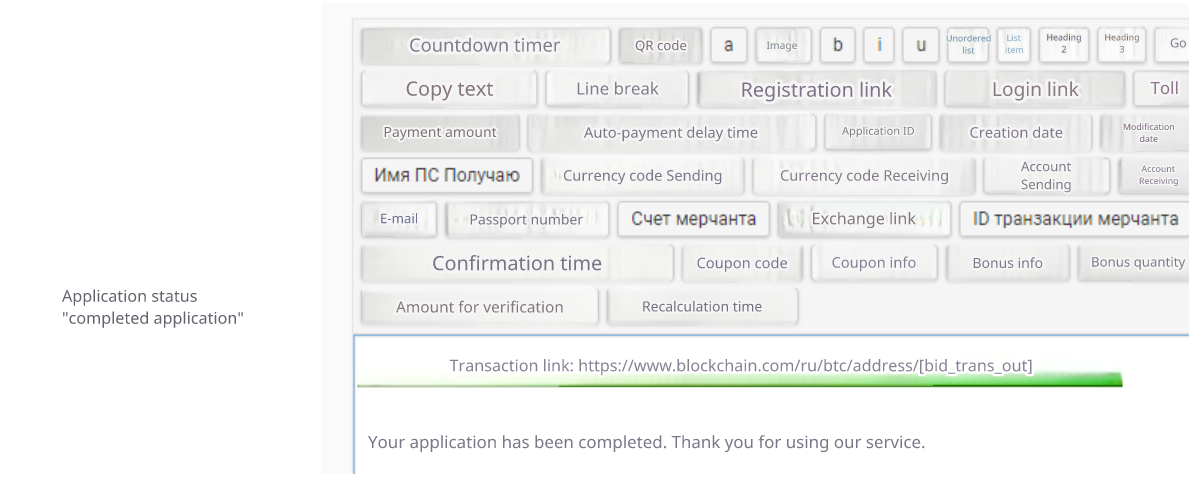 Countdown timer QR code a Image b i u Unordered list List item Heading 2 Heading 3 Go
Copy text Line break Registration link Login link Toll
Payment amount Auto-payment delay time Application ID Creation date Modification date
Имя ПС Получаю Currency code Sending Currency code Receiving Account Sending Account Receiving
E-mail Passport number Счет мерчанта Exchange link ID транзакции мерчанта
Confirmation time Coupon code Coupon info Bonus info Bonus quantity
Amount for verification Recalculation time
Application status
"completed application"
Transaction link: https://www.blockchain.com/ru/btc/address/[bid_trans_out]
Your application has been completed. Thank you for using our service.